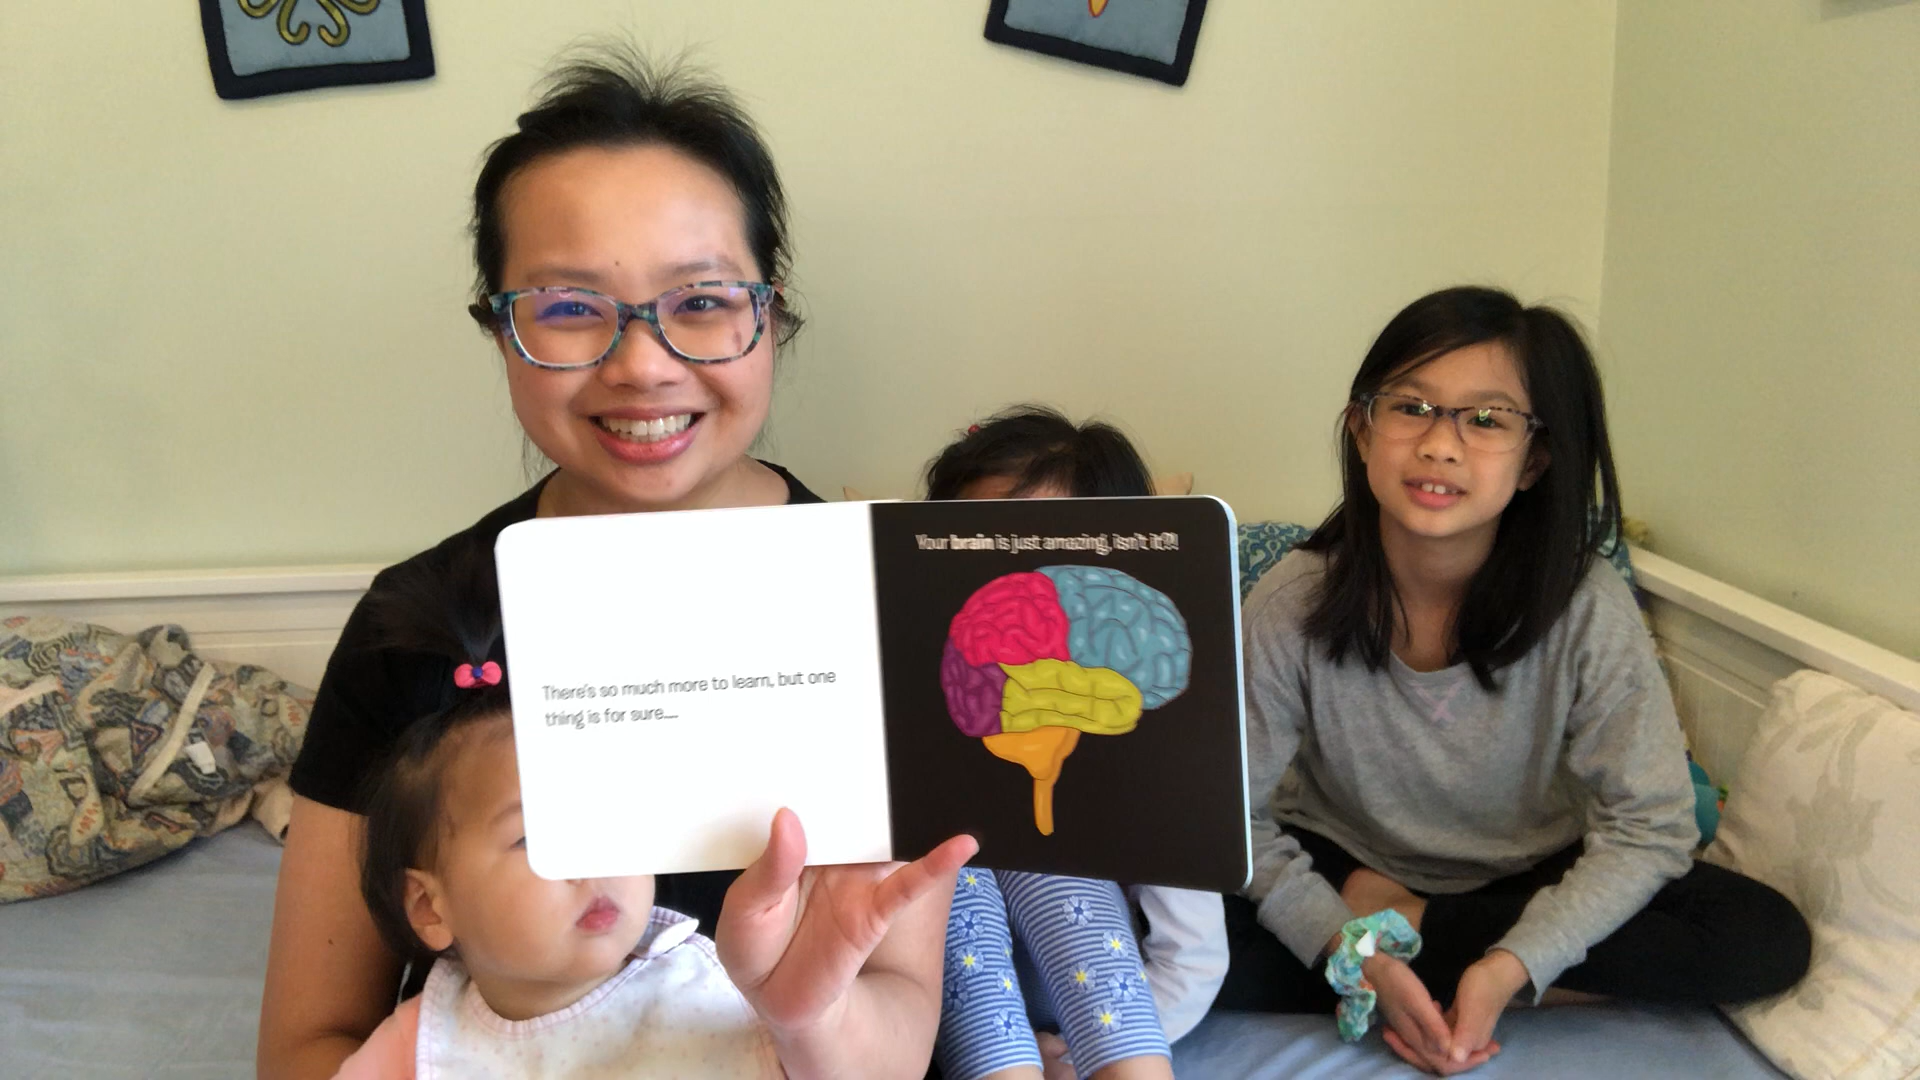 There's so much more to learn, but one
thing is for sure....
Your brain is just amazing, isn't it?!